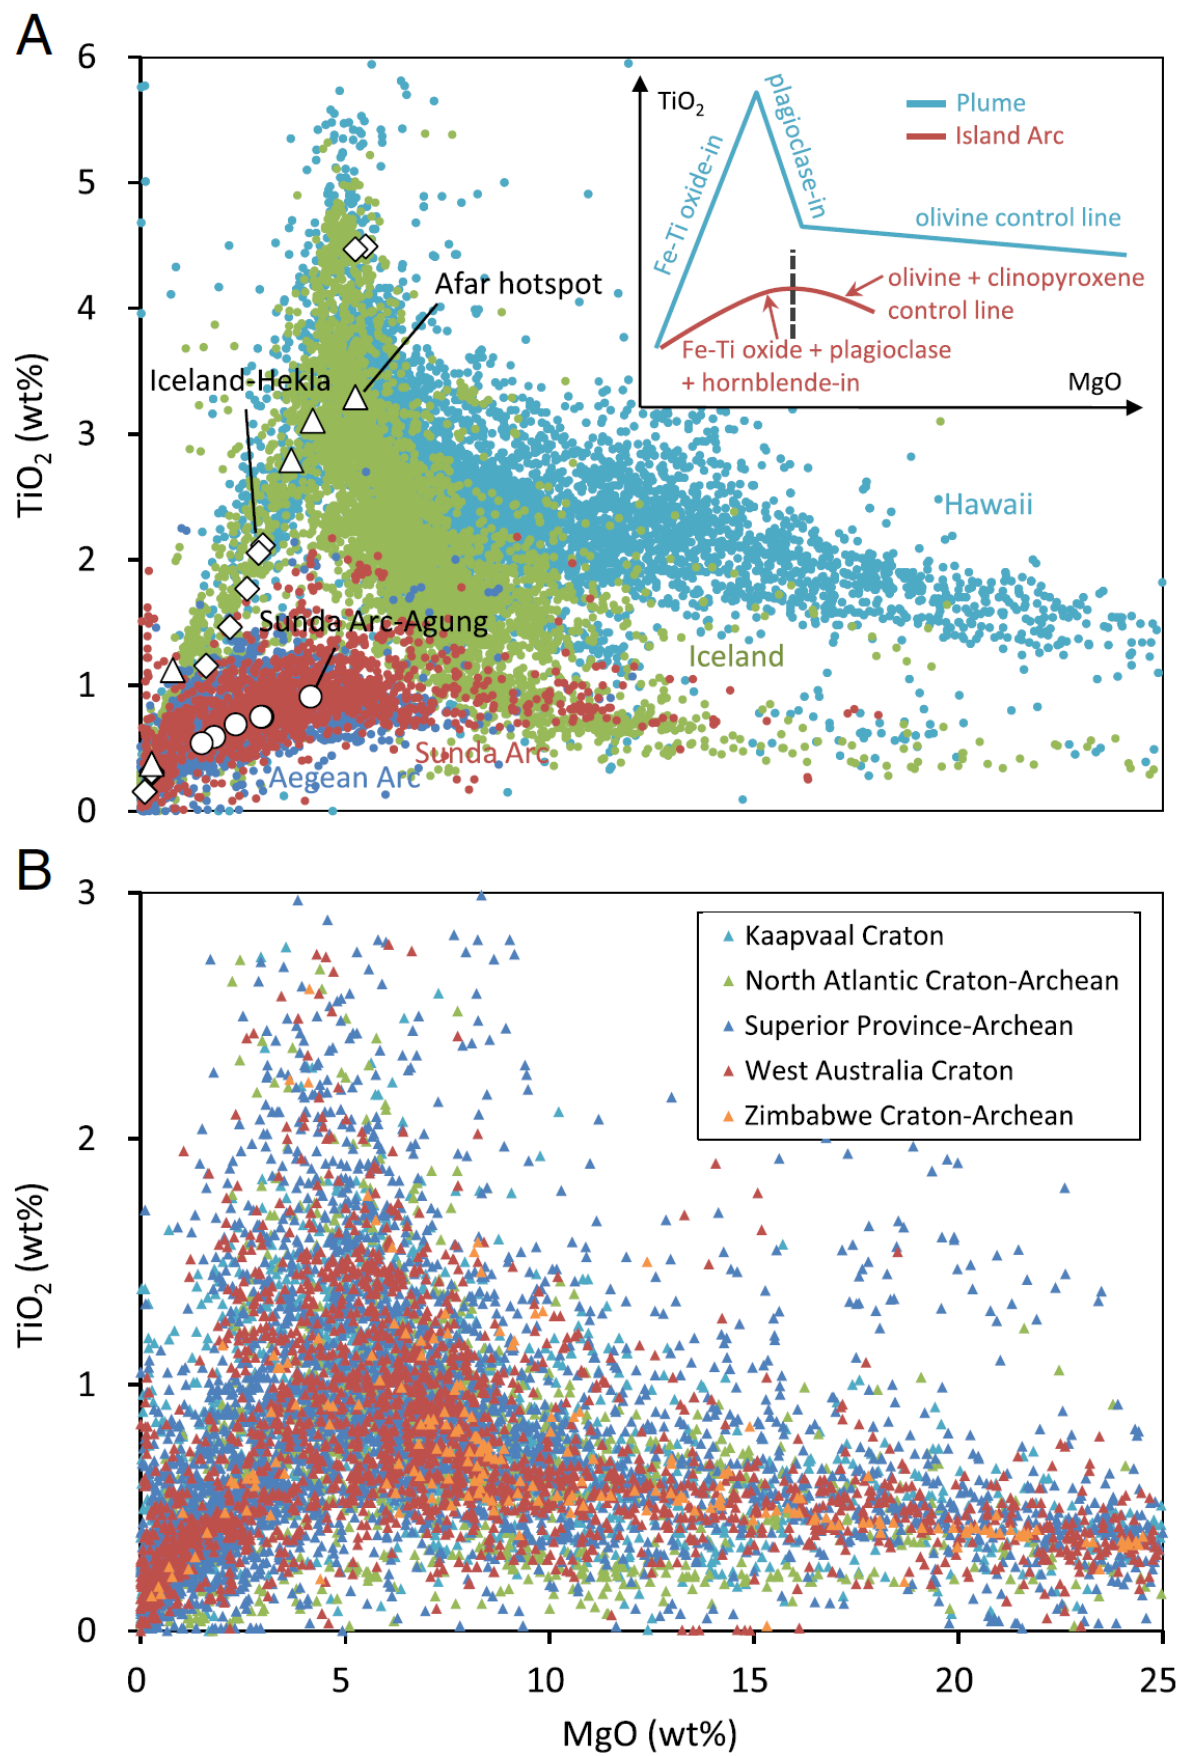 A
6
5
4
3
2
1
0
TiO2 (wt%)
TiO2
Plume
Island Arc
Fe-Ti oxide-in
plagioclase-in
olivine control line
olivine + clinopyroxene
control line
Fe-Ti oxide + plagioclase
+ hornblende-in
MgO
Afar hotspot
Iceland-Hekla
Hawaii
Sunda Arc-Agung
Iceland
Sunda Arc
Aegean Arc
B
3
2
1
0
TiO2 (wt%)
Kaapvaal Craton
North Atlantic Craton-Archean
Superior Province-Archean
West Australia Craton
Zimbabwe Craton-Archean
0 5 10 15 20 25
MgO (wt%)